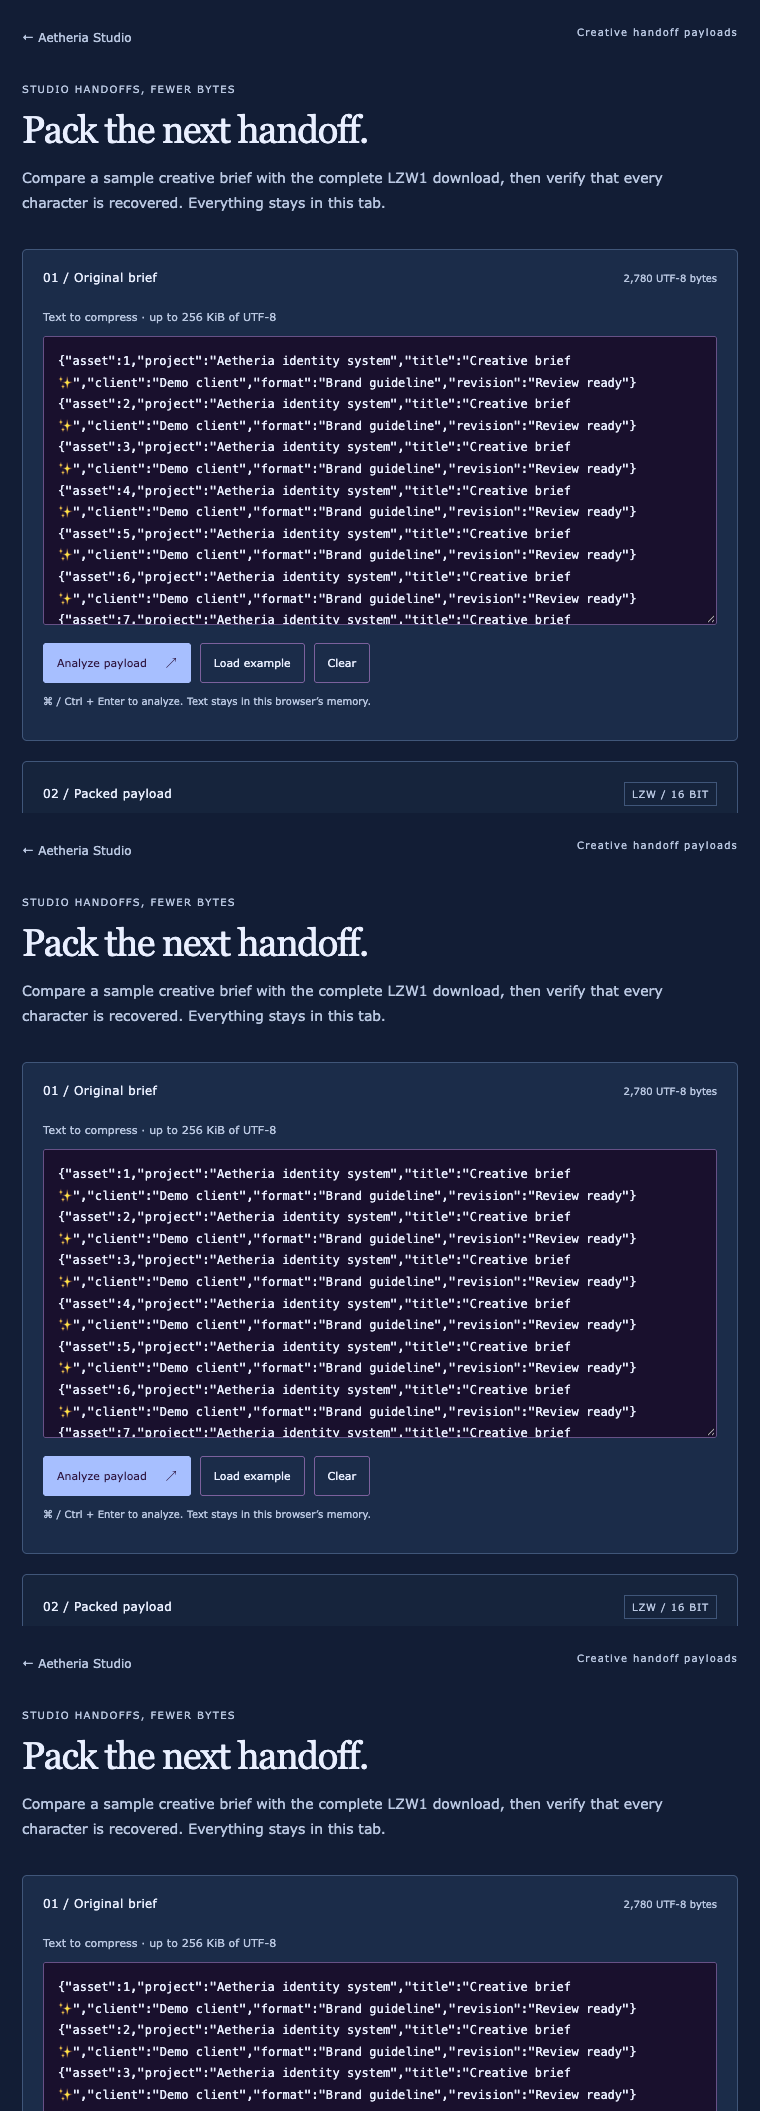 ← Aetheria Studio
Creative handoff payloads
STUDIO HANDOFFS, FEWER BYTES
Pack the next handoff.
Compare a sample creative brief with the complete LZW1 download, then verify that every
character is recovered. Everything stays in this tab.
01 / Original brief
2,780 UTF-8 bytes
Text to compress · up to 256 KiB of UTF-8
{"asset":1,"project":"Aetheria identity system","title":"Creative brief
✨","client":"Demo client","format":"Brand guideline","revision":"Review ready"}
{"asset":2,"project":"Aetheria identity system","title":"Creative brief
✨","client":"Demo client","format":"Brand guideline","revision":"Review ready"}
{"asset":3,"project":"Aetheria identity system","title":"Creative brief
✨","client":"Demo client","format":"Brand guideline","revision":"Review ready"}
{"asset":4,"project":"Aetheria identity system","title":"Creative brief
✨","client":"Demo client","format":"Brand guideline","revision":"Review ready"}
{"asset":5,"project":"Aetheria identity system","title":"Creative brief
✨","client":"Demo client","format":"Brand guideline","revision":"Review ready"}
{"asset":6,"project":"Aetheria identity system","title":"Creative brief
✨","client":"Demo client","format":"Brand guideline","revision":"Review ready"}
{"asset":7,"project":"Aetheria identity system","title":"Creative brief
Analyze payload ↗
Load example
Clear
⌘ / Ctrl + Enter to analyze. Text stays in this browser’s memory.
02 / Packed payload
LZW / 16 BIT
← Aetheria Studio
Creative handoff payloads
STUDIO HANDOFFS, FEWER BYTES
Pack the next handoff.
Compare a sample creative brief with the complete LZW1 download, then verify that every
character is recovered. Everything stays in this tab.
01 / Original brief
2,780 UTF-8 bytes
Text to compress · up to 256 KiB of UTF-8
{"asset":1,"project":"Aetheria identity system","title":"Creative brief
✨","client":"Demo client","format":"Brand guideline","revision":"Review ready"}
{"asset":2,"project":"Aetheria identity system","title":"Creative brief
✨","client":"Demo client","format":"Brand guideline","revision":"Review ready"}
{"asset":3,"project":"Aetheria identity system","title":"Creative brief
✨","client":"Demo client","format":"Brand guideline","revision":"Review ready"}
{"asset":4,"project":"Aetheria identity system","title":"Creative brief
✨","client":"Demo client","format":"Brand guideline","revision":"Review ready"}
{"asset":5,"project":"Aetheria identity system","title":"Creative brief
✨","client":"Demo client","format":"Brand guideline","revision":"Review ready"}
{"asset":6,"project":"Aetheria identity system","title":"Creative brief
✨","client":"Demo client","format":"Brand guideline","revision":"Review ready"}
{"asset":7,"project":"Aetheria identity system","title":"Creative brief
Analyze payload ↗
Load example
Clear
⌘ / Ctrl + Enter to analyze. Text stays in this browser’s memory.
02 / Packed payload
LZW / 16 BIT
← Aetheria Studio
Creative handoff payloads
STUDIO HANDOFFS, FEWER BYTES
Pack the next handoff.
Compare a sample creative brief with the complete LZW1 download, then verify that every
character is recovered. Everything stays in this tab.
01 / Original brief
2,780 UTF-8 bytes
Text to compress · up to 256 KiB of UTF-8
{"asset":1,"project":"Aetheria identity system","title":"Creative brief
✨","client":"Demo client","format":"Brand guideline","revision":"Review ready"}
{"asset":2,"project":"Aetheria identity system","title":"Creative brief
✨","client":"Demo client","format":"Brand guideline","revision":"Review ready"}
{"asset":3,"project":"Aetheria identity system","title":"Creative brief
✨","client":"Demo client","format":"Brand guideline","revision":"Review ready"}